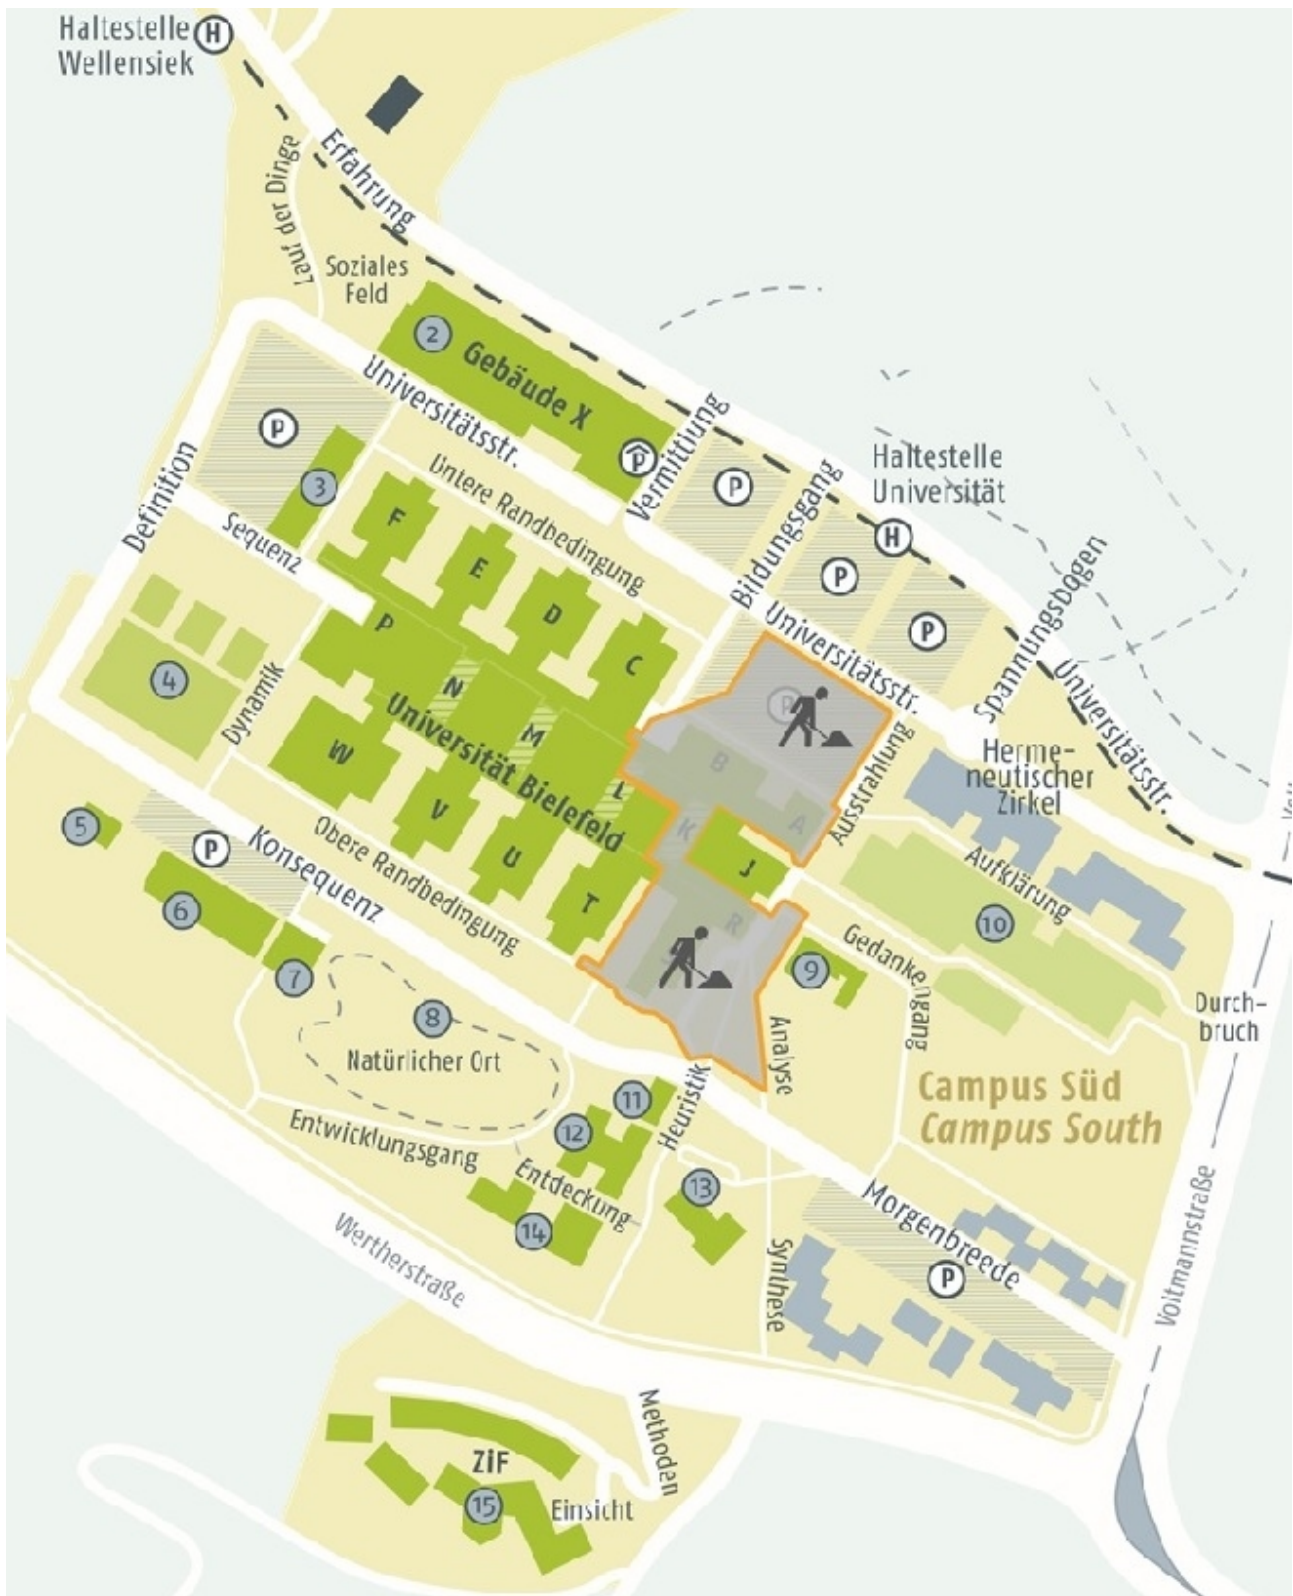 Haltestelle
Wellensiek
H
Erfahrung
Lauf der Dinge
Soziales
Feld
2
Gebäude X
P
Universitätsstr.
Vermittlung
P
Bildungsgang
Haltestelle
Universität
H
P
P
P
Definition
3
Sequenz
Untere Randbedingung
F
E
D
C
P
N
M
L
K
Universität Bielefeld
W
V
U
T
4
Dynamik
Universitätsstr.
P
B
A
J
R
Ausstrahlung
Spannungsbogen
Universitätsstr.
Herme-
neutischer
Zirkel
Aufklärung
10
Durch-
bruch
Gedankengang
9
Analyse
5
P
6
7
Konsequenz
Obere Randbedingung
8
Natürlicher Ort
Entwicklungsgang
11
12
Heuristik
13
Entdeckung
14
Campus Süd
Campus South
Morgenbreede
P
Synthese
Voltmannstraße
Wertherstraße
Methoden
ZiF
15
Einsicht